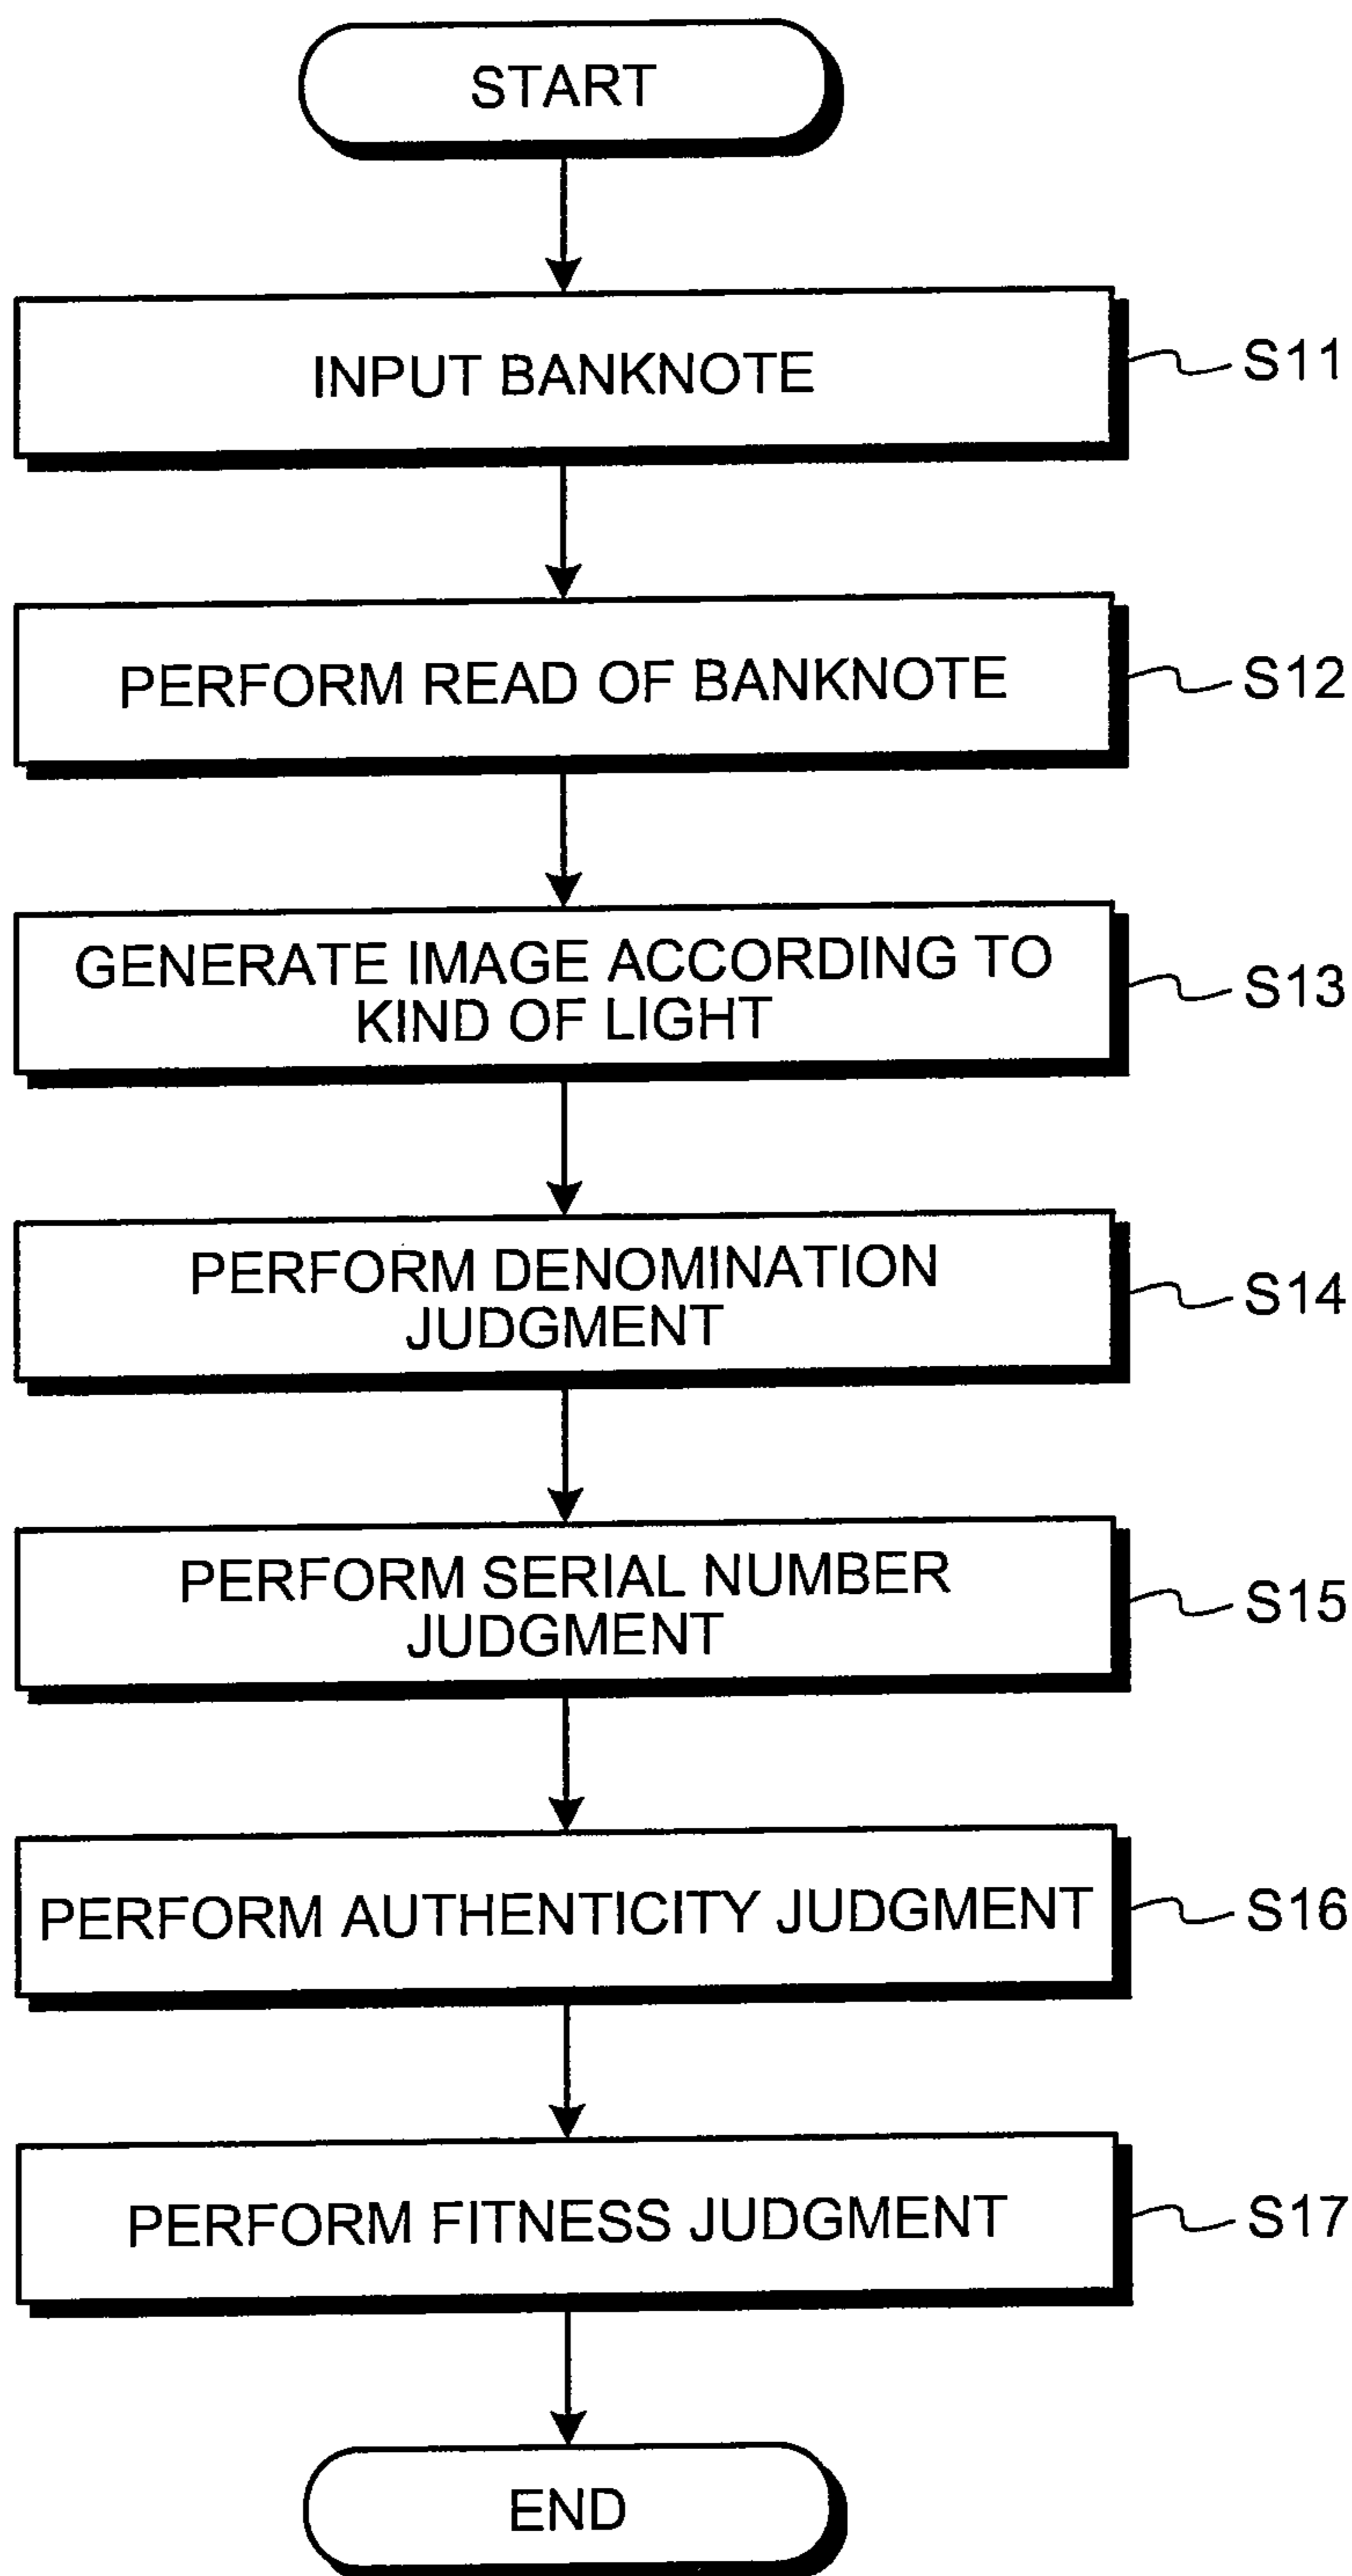 START
INPUT BANKNOTE
S11
PERFORM READ OF BANKNOTE
S12
GENERATE IMAGE ACCORDING TO
KIND OF LIGHT
S13
PERFORM DENOMINATION
JUDGMENT
S14
PERFORM SERIAL NUMBER
JUDGMENT
S15
PERFORM AUTHENTICITY JUDGMENT
S16
PERFORM FITNESS JUDGMENT
S17
END